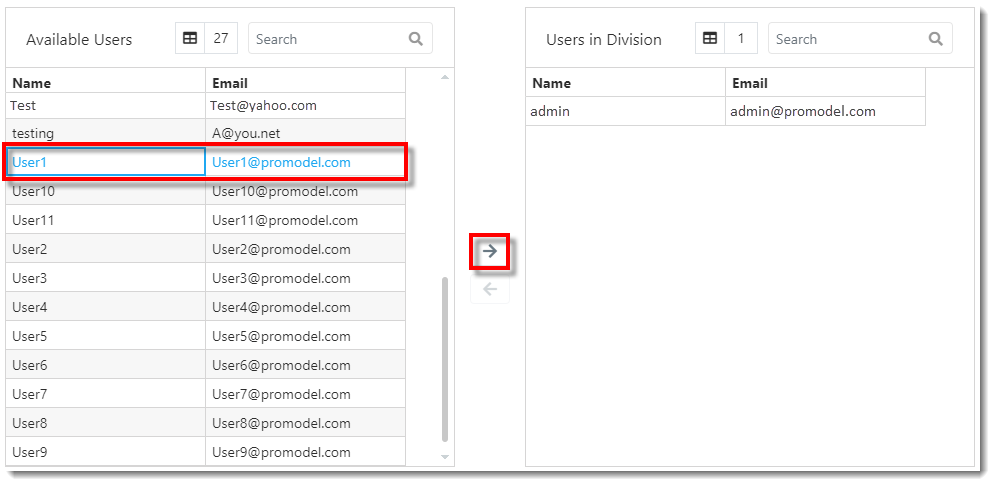 Available Users 27 Search
Name Email
Test Test@yahoo.com
testing A@you.net
User1 User1@promodel.com
User10 User10@promodel.com
User11 User11@promodel.com
User2 User2@promodel.com
User3 User3@promodel.com
User4 User4@promodel.com
User5 User5@promodel.com
User6 User6@promodel.com
User7 User7@promodel.com
User8 User8@promodel.com
User9 User9@promodel.com
Users in Division 1 Search
Name Email
admin admin@promodel.com